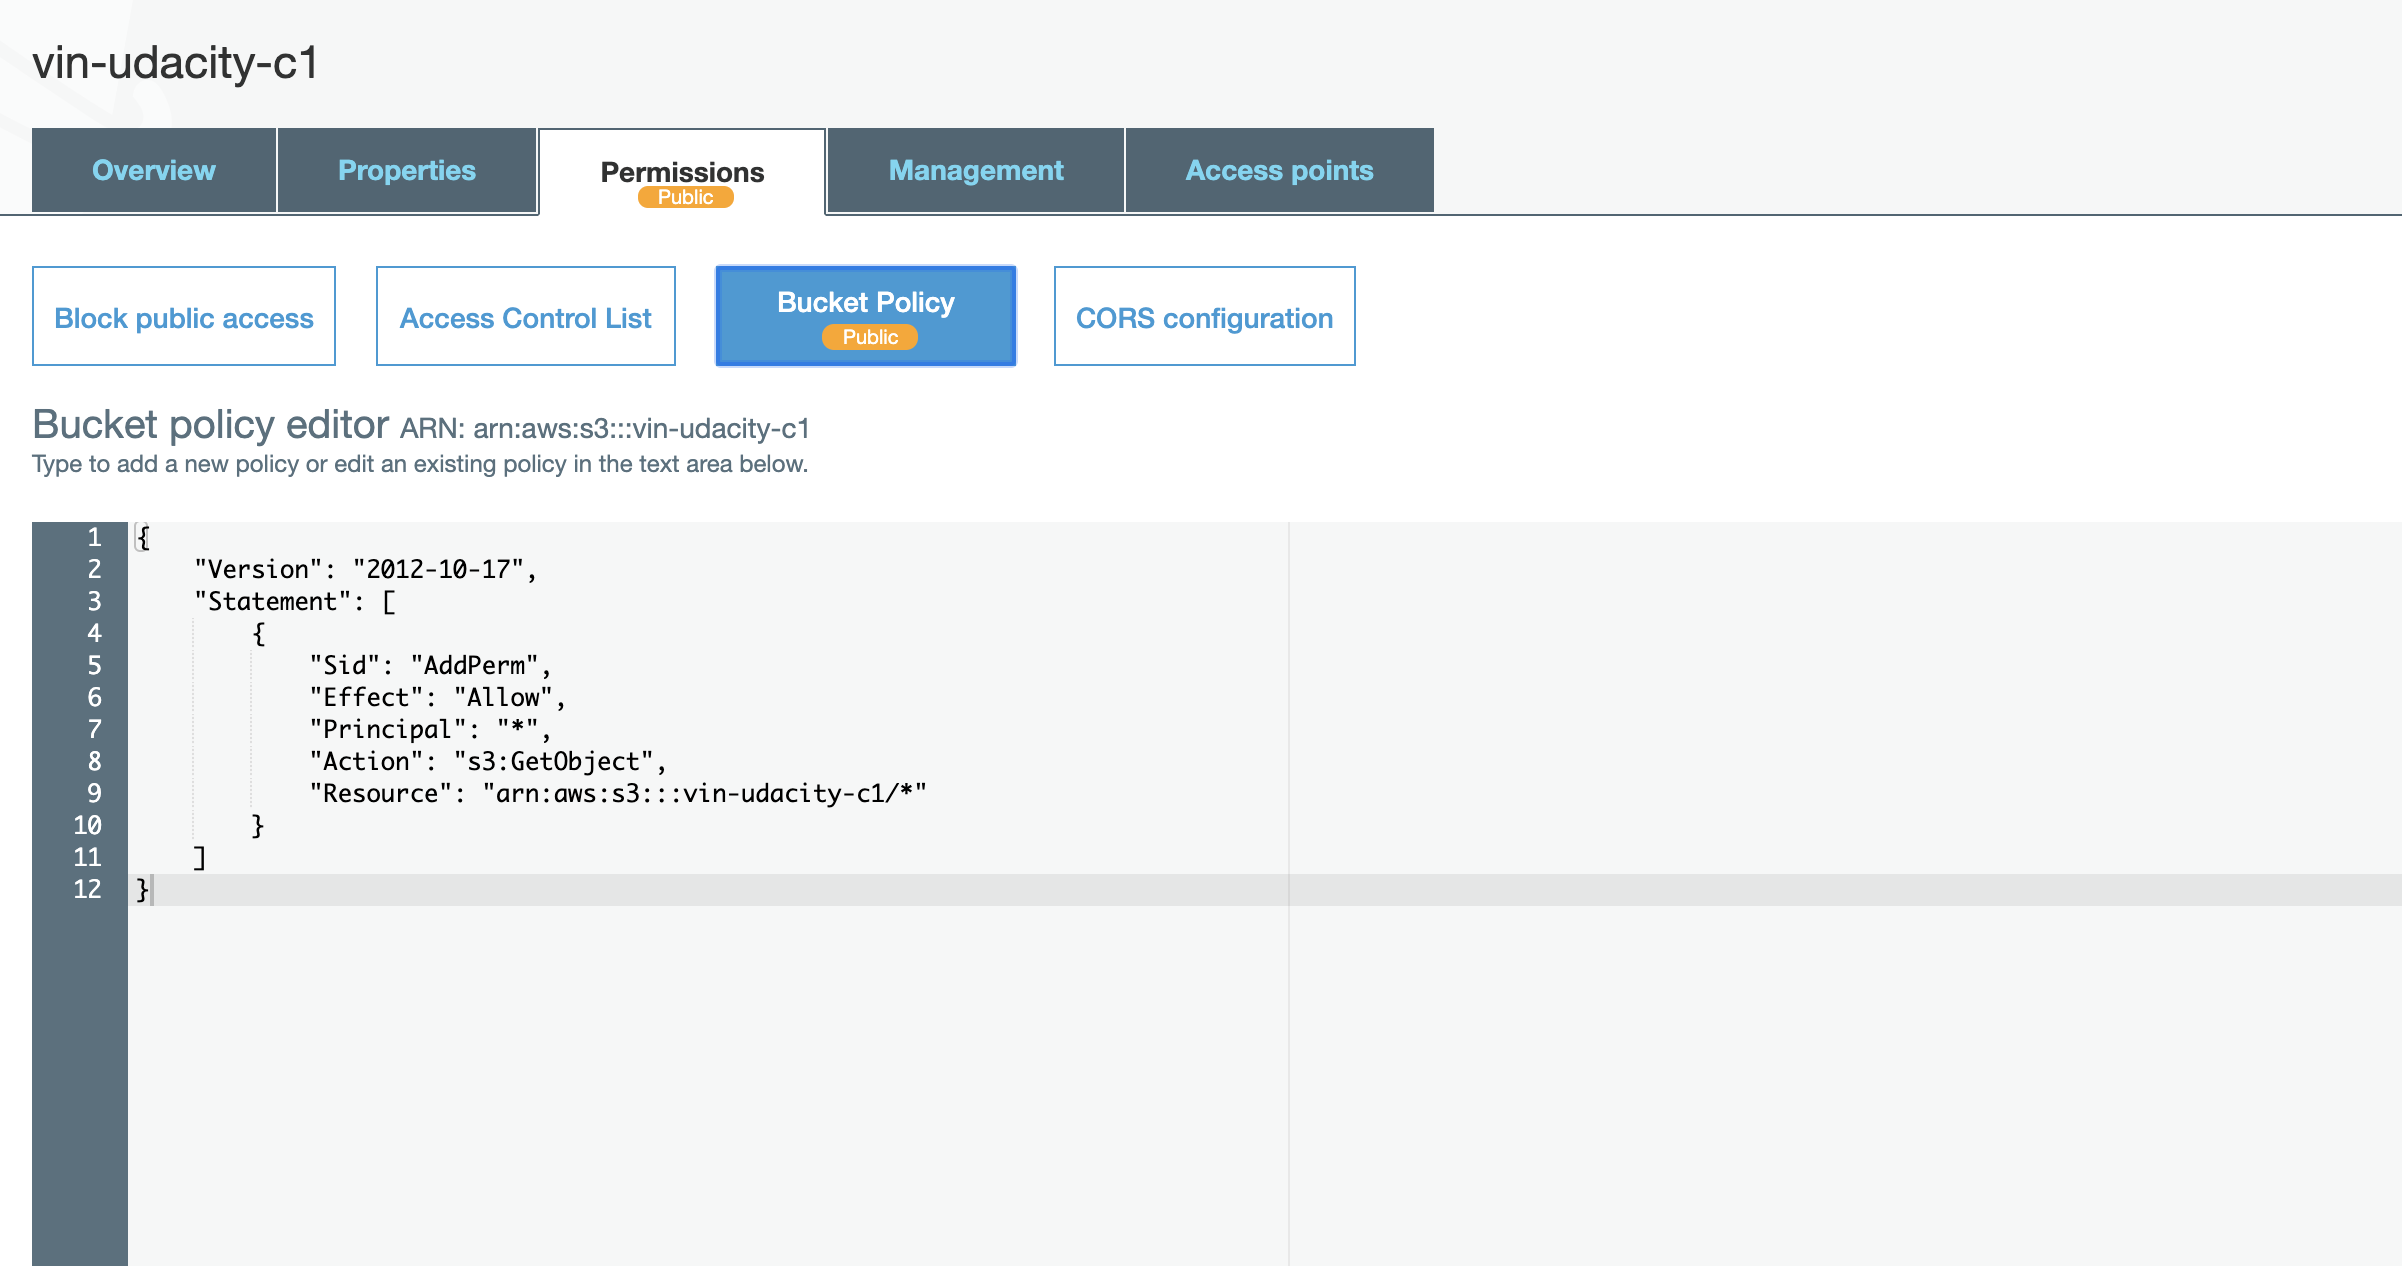 vin-udacity-c1
Overview Properties Permissions Management Access points
Public
Block public access Access Control List Bucket Policy CORS configuration
Public
Bucket policy editor ARN: arn:aws:s3:::vin-udacity-c1
Type to add a new policy or edit an existing policy in the text area below.
1 {
2 "Version": "2012-10-17",
3 "Statement": [
4 {
5 "Sid": "AddPerm",
6 "Effect": "Allow",
7 "Principal": "*",
8 "Action": "s3:GetObject",
9 "Resource": "arn:aws:s3:::vin-udacity-c1/*"
10 }
11 ]
12 }